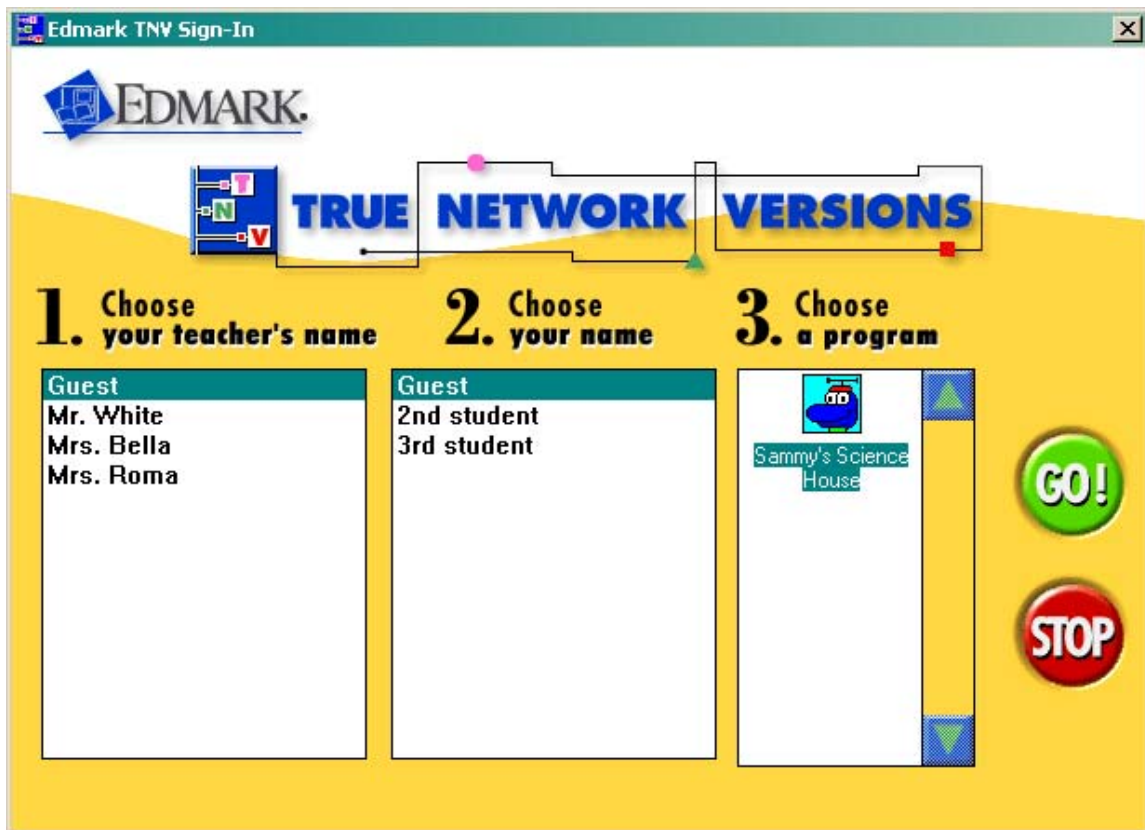 Edmark TNV Sign-In
EDMARK.
T
N
V
TRUE NETWORK VERSIONS
1. Choose
your teacher's name
2. Choose
your name
3. Choose
a program
Guest
Mr. White
Mrs. Bella
Mrs. Roma
Guest
2nd student
3rd student
Sammy's Science
House
GO!
STOP